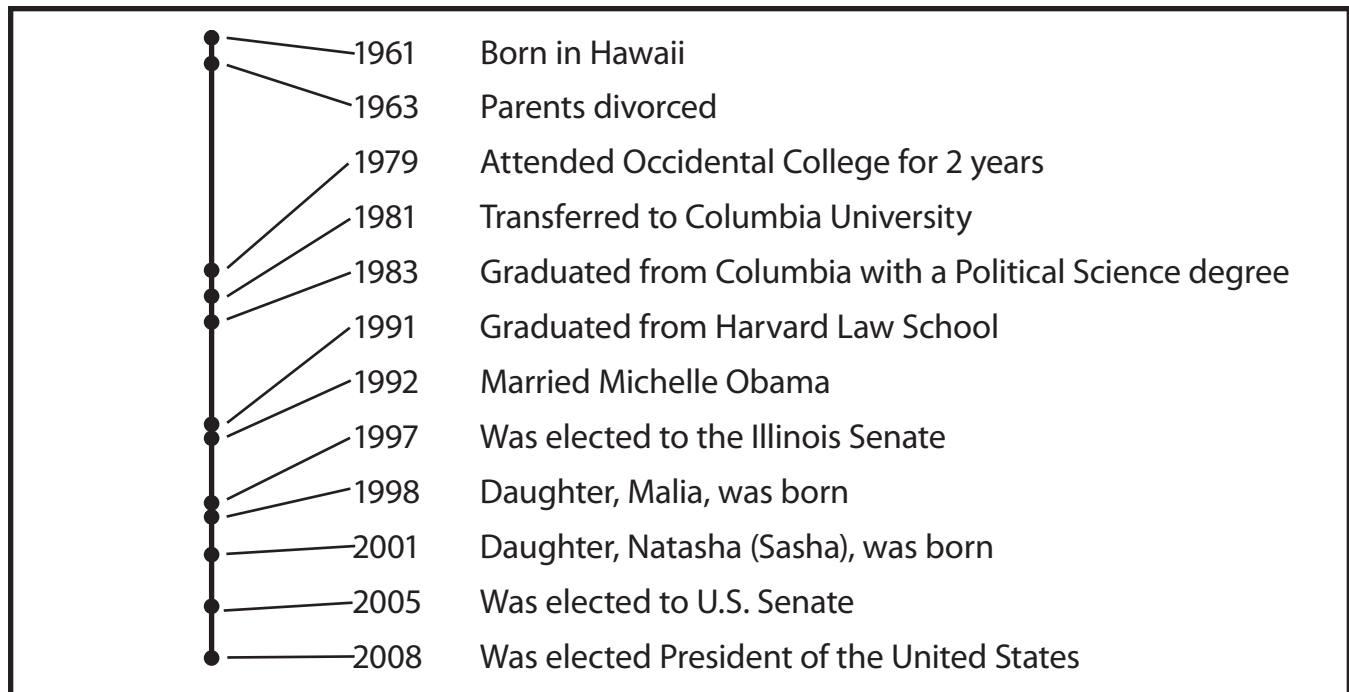 1961 Born in Hawaii
1963 Parents divorced
1979 Attended Occidental College for 2 years
1981 Transferred to Columbia University
1983 Graduated from Columbia with a Political Science degree
1991 Graduated from Harvard Law School
1992 Married Michelle Obama
1997 Was elected to the Illinois Senate
1998 Daughter, Malia, was born
2001 Daughter, Natasha (Sasha), was born
2005 Was elected to U.S. Senate
2008 Was elected President of the United States